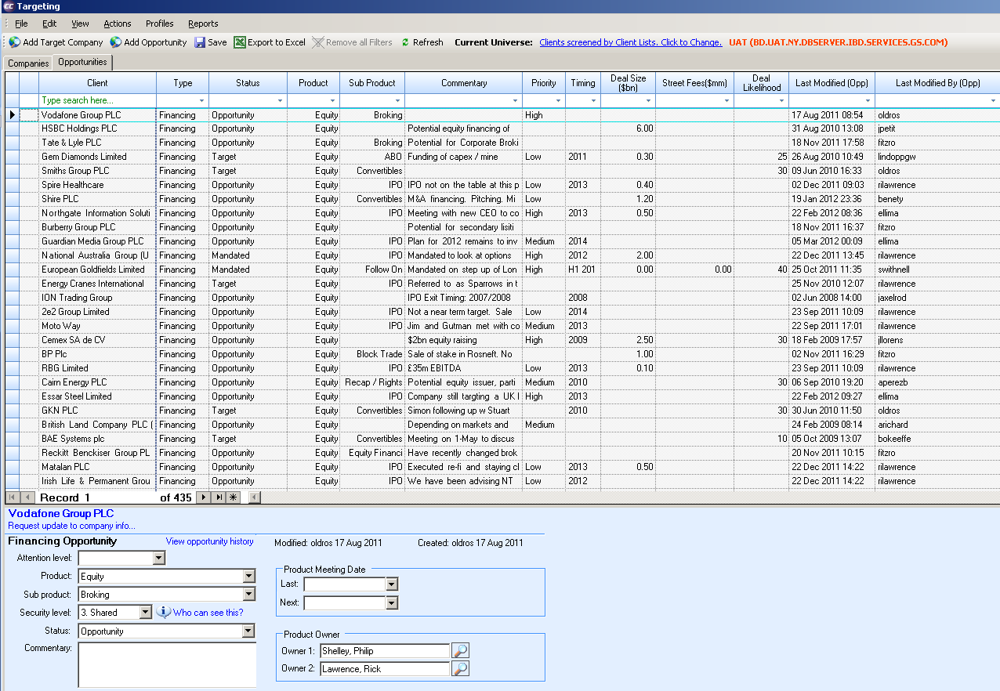 CC Targeting
File Edit View Actions Profiles Reports
Add Target Company Add Opportunity Save Export to Excel Remove all Filters Refresh Current Universe: Clients screened by Client Lists. Click to Change. UAT (BD.UAT.NY.DBSERVER.IBD.SERVICES.GS.COM)
Companies Opportunities
Client Type Status Product Sub Product Commentary Priority Timing Deal Size ($bn) Street Fees($mm) Deal Likelihood Last Modified (Opp) Last Modified By (Opp)
Type search here...
Vodafone Group PLC Financing Opportunity Equity Broking High 17 Aug 2011 08:54 oldros
HSBC Holdings PLC Financing Opportunity Equity Potential equity financing of 6.00 31 Aug 2010 13:08 jpetit
Tate & Lyle PLC Financing Opportunity Equity Broking Potential for Corporate Broki 18 Nov 2011 17:58 fitzro
Gem Diamonds Limited Financing Target Equity ABO Funding of capex / mine Low 2011 0.30 25 26 Aug 2010 10:49 lindoppgw
Smiths Group PLC Financing Target Equity Convertibles 30 09 Jun 2010 16:33 oldros
Spire Healthcare Financing Opportunity Equity IPO IPO not on the table at this p Low 2013 0.40 02 Dec 2011 09:03 rilawrence
Shire PLC Financing Opportunity Equity Convertibles M&A financing. Pitching. Mi Low 1.20 19 Jan 2012 23:36 benety
Northgate Information Soluti Financing Opportunity Equity IPO Meeting with new CEO to co High 2013 0.50 22 Feb 2012 08:36 ellima
Burberry Group PLC Financing Opportunity Equity Potential for secondary lisiti 18 Nov 2011 16:37 fitzro
Guardian Media Group PLC Financing Opportunity Equity IPO Plan for 2012 remains to inv Medium 2014 05 Mar 2012 00:09 ellima
National Australia Group (U Financing Mandated Equity IPO Mandated to look at options High 2012 2.00 22 Dec 2011 13:45 rilawrence
European Goldfields Limited Financing Mandated Equity Follow On Mandated on step up of Lon High H1 201 0.00 0.00 40 25 Oct 2011 11:35 swithnell
Energy Cranes International Financing Target Equity IPO Referred to as Sparrows in t 25 Nov 2010 12:07 rilawrence
ION Trading Group Financing Opportunity Equity IPO Exit Timing: 2007/2008 2008 02 Jun 2008 14:00 jaxelrod
2e2 Group Limited Financing Opportunity Equity IPO Not a near term target. Sale Low 2014 23 Sep 2011 10:09 rilawrence
Moto Way Financing Opportunity Equity IPO Jim and Gutman met with co Medium 2013 22 Sep 2011 17:01 rilawrence
Cemex SA de CV Financing Opportunity Equity $2bn equity raising High 2009 2.50 30 18 Feb 2009 17:57 jllorens
BP Plc Financing Opportunity Equity Block Trade Sale of stake in Rosneft. No 1.00 02 Nov 2011 16:29 fitzro
RBG Limited Financing Opportunity Equity IPO £35m EBITDA Low 2013 0.10 23 Sep 2011 10:09 rilawrence
Cairn Energy PLC Financing Opportunity Equity Recap / Rights Potential equity issuer, parti Medium 2010 30 06 Sep 2010 19:20 aperezb
Essar Steel Limited Financing Opportunity Equity IPO Company still targting a UK l High 2013 22 Feb 2012 09:27 ellima
GKN PLC Financing Target Equity Convertibles Simon following up w Stuart 2010 30 30 Jun 2010 11:50 oldros
British Land Company PLC ( Financing Opportunity Equity Depending on markets and Medium 24 Feb 2009 08:14 arichard
BAE Systems plc Financing Target Equity Convertibles Meeting on 1-May to discus 10 05 Oct 2009 13:07 bokeeffe
Reckitt Benckiser Group PL Financing Opportunity Equity Equity Financi Have recently changed brok 20 Nov 2011 10:15 fitzro
Matalan PLC Financing Opportunity Equity IPO Executed re-fi and staying cl Low 2013 0.50 22 Dec 2011 14:22 rilawrence
Irish Life & Permanent Grou Financing Opportunity Equity IPO We have been advising NT Low 2012 22 Dec 2011 14:22 rilawrence
Record 1 of 435
Vodafone Group PLC
Request update to company info...
Financing Opportunity View opportunity history Modified: oldros 17 Aug 2011 Created: oldros 17 Aug 2011
Attention level:
Product: Equity
Sub product: Broking
Security level: 3. Shared Who can see this?
Status: Opportunity
Commentary:
Product Meeting Date
Last:
Next:
Product Owner
Owner 1: Shelley, Philip
Owner 2: Lawrence, Rick